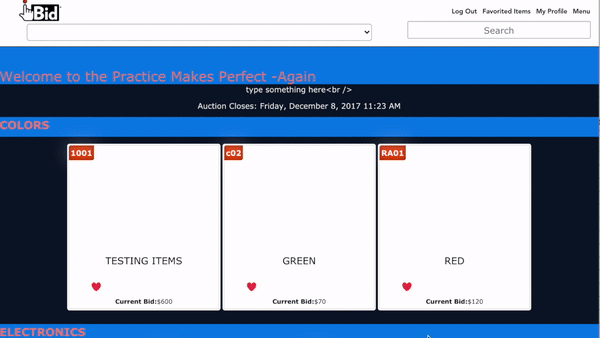 Bid
Log Out Favorited Items My Profile Menu
Search
Welcome to the Practice Makes Perfect -Again
type something here<br />
Auction Closes: Friday, December 8, 2017 11:23 AM
COLORS
1001 c02 RA01
TESTING ITEMS GREEN RED
Current Bid:$600 Current Bid:$70 Current Bid:$120
ELECTRONICS